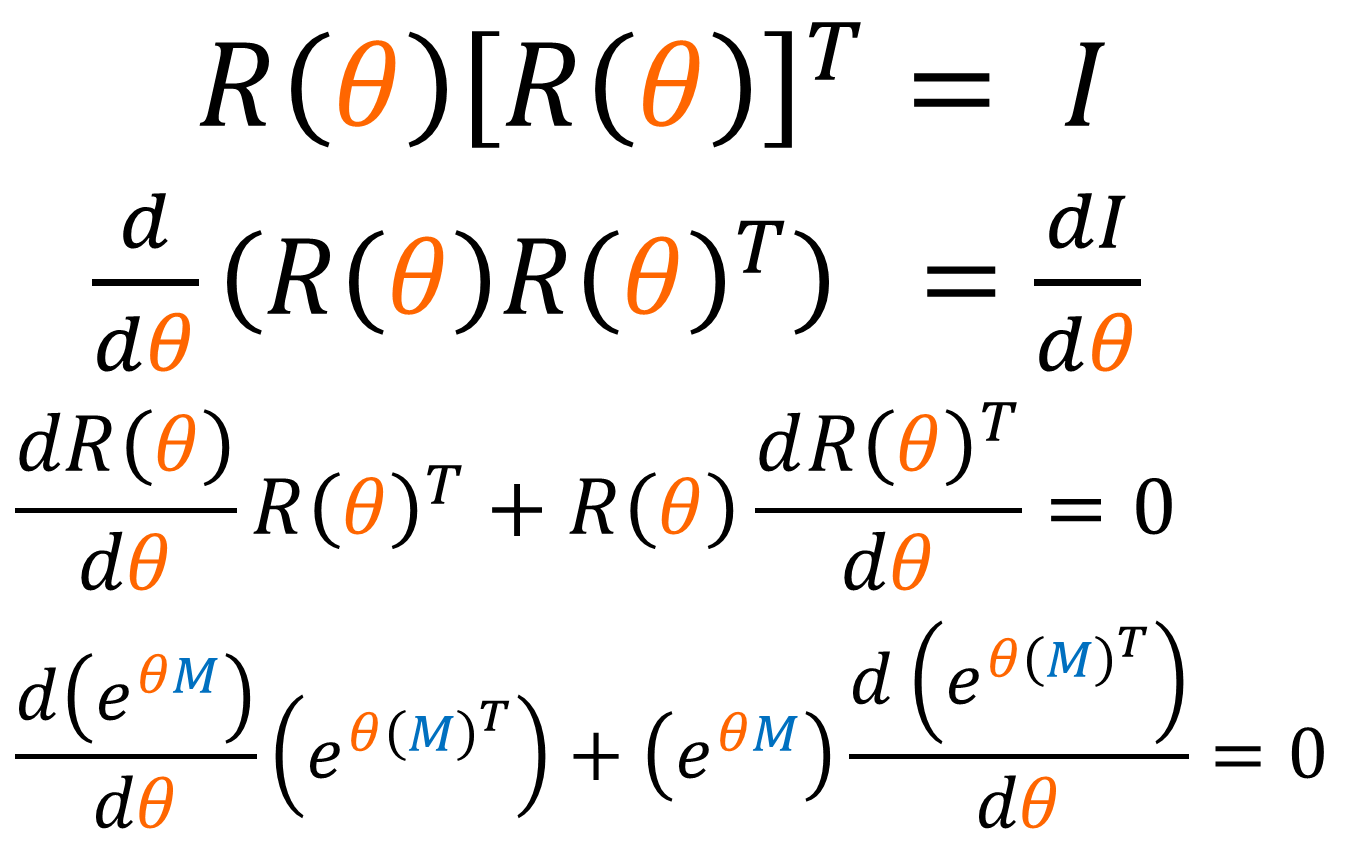 R(θ)[R(θ)]ᵀ = I
d/dθ (R(θ)R(θ)ᵀ) = dI/dθ
dR(θ)/dθ R(θ)ᵀ + R(θ) dR(θ)ᵀ/dθ = 0
d(e^{θM})/dθ (e^{θ(M)ᵀ}) + (e^{θM}) d(e^{θ(M)ᵀ})/dθ = 0